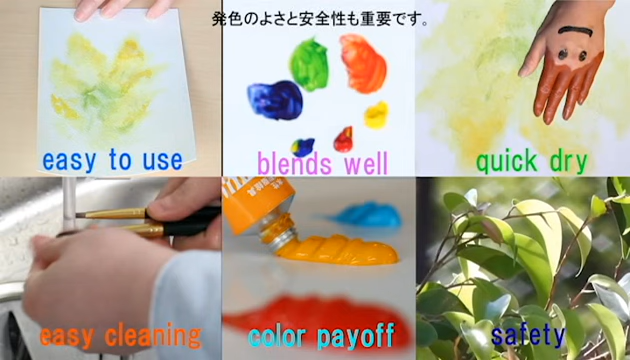 発色のよさと安全性も重要です。
easy to use
blends well
quick dry
easy cleaning
color payoff
safety